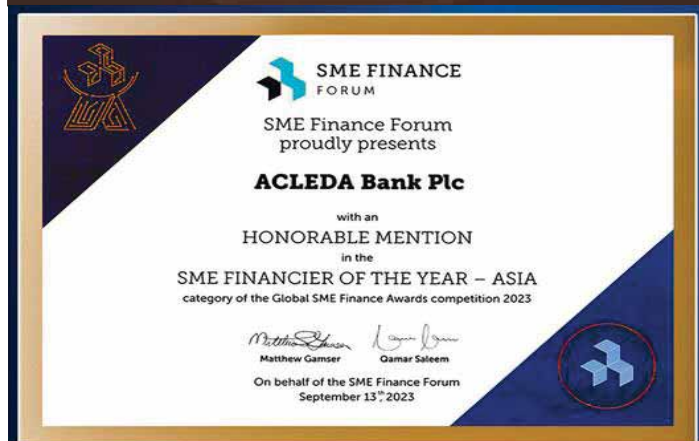 SME FINANCE
FORUM
SME Finance Forum
proudly presents
ACLEDA Bank Plc
with an
HONORABLE MENTION
in the
SME FINANCIER OF THE YEAR – ASIA
category of the Global SME Finance Awards competition 2023
Matthew Gamser Qamar Saleem
On behalf of the SME Finance Forum
September 13th, 2023